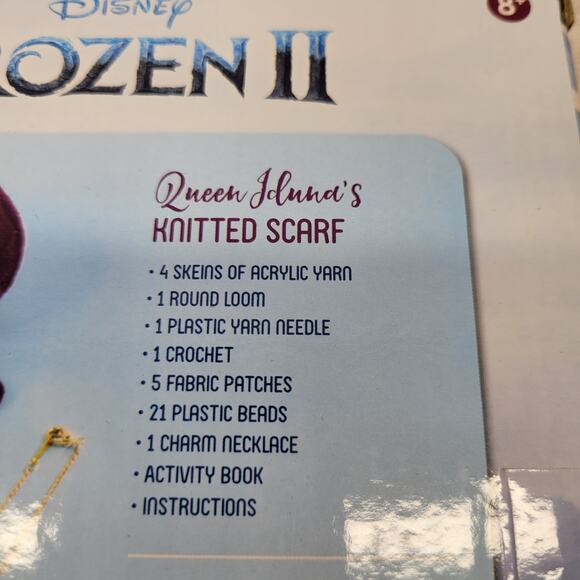 Disney
ROZEN II
8+
Queen Iduna's
KNITTED SCARF
• 4 SKEINS OF ACRYLIC YARN
• 1 ROUND LOOM
• 1 PLASTIC YARN NEEDLE
• 1 CROCHET
• 5 FABRIC PATCHES
• 21 PLASTIC BEADS
• 1 CHARM NECKLACE
• ACTIVITY BOOK
• INSTRUCTIONS